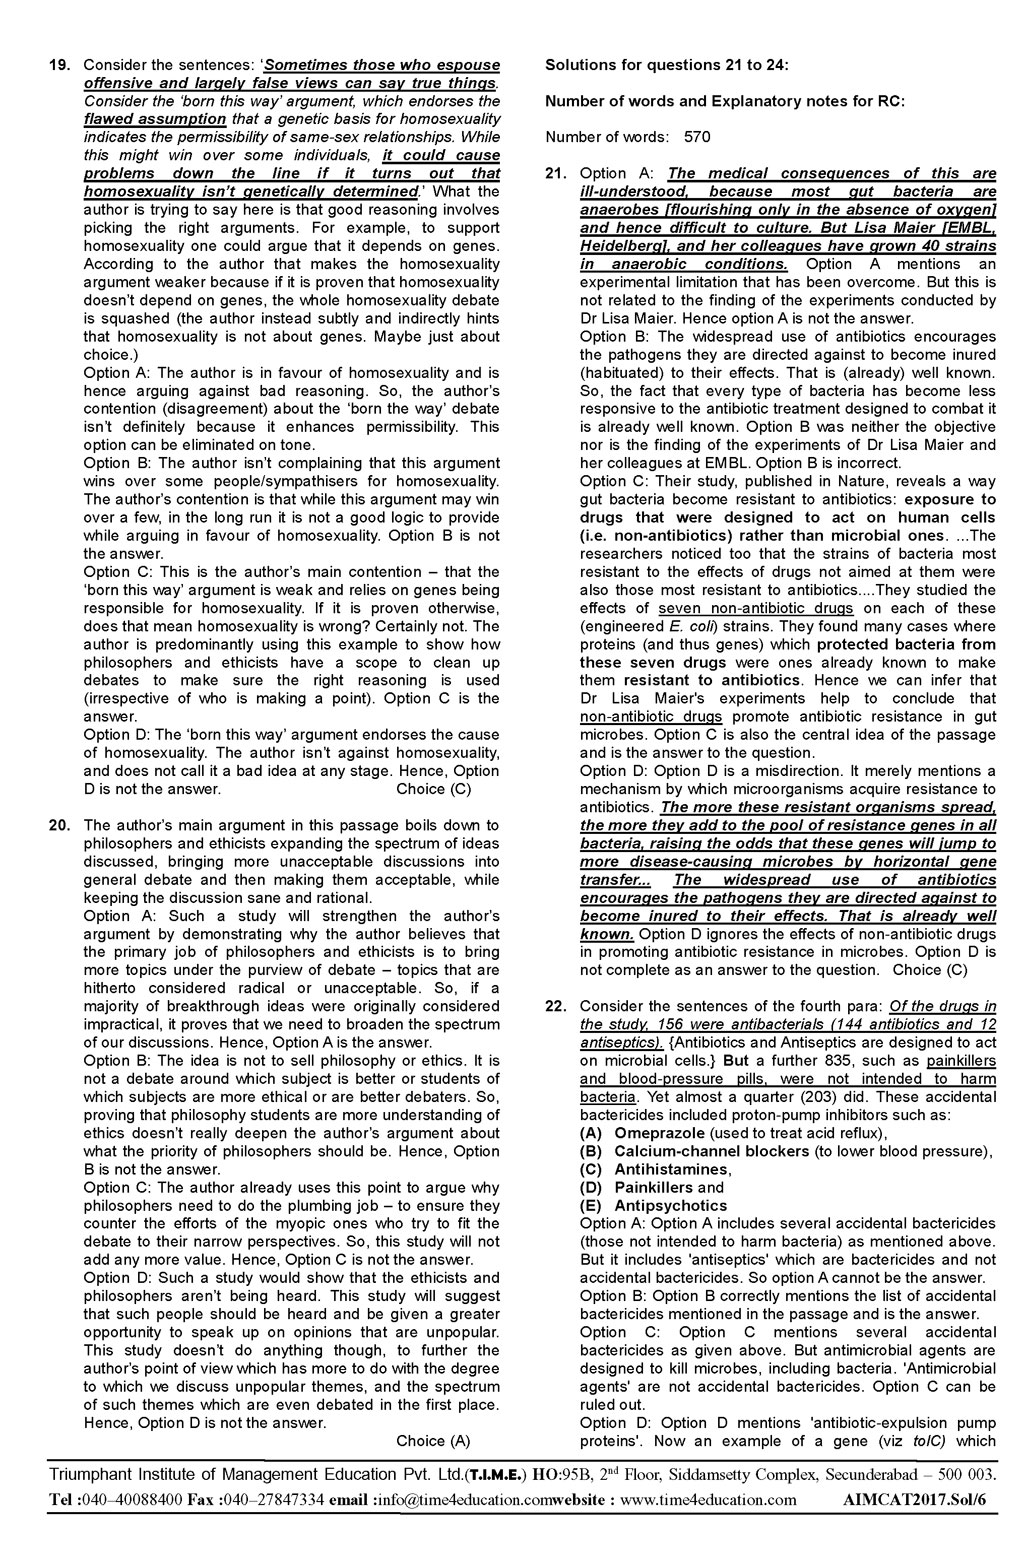 19. Consider the sentences: ‘Sometimes those who espouse
offensive and largely false views can say true things.
Consider the ‘born this way’ argument, which endorses the
flawed assumption that a genetic basis for homosexuality
indicates the permissibility of same-sex relationships. While
this might win over some individuals, it could cause
problems down the line if it turns out that
homosexuality isn’t genetically determined.’ What the
author is trying to say here is that good reasoning involves
picking the right arguments. For example, to support
homosexuality one could argue that it depends on genes.
According to the author that makes the homosexuality
argument weaker because if it is proven that homosexuality
doesn’t depend on genes, the whole homosexuality debate
is squashed (the author instead subtly and indirectly hints
that homosexuality is not about genes. Maybe just about
choice.)
Option A: The author is in favour of homosexuality and is
hence arguing against bad reasoning. So, the author’s
contention (disagreement) about the ‘born the way’ debate
isn’t definitely because it enhances permissibility. This
option can be eliminated on tone.
Option B: The author isn’t complaining that this argument
wins over some people/sympathisers for homosexuality.
The author’s contention is that while this argument may win
over a few, in the long run it is not a good logic to provide
while arguing in favour of homosexuality. Option B is not
the answer.
Option C: This is the author’s main contention – that the
‘born this way’ argument is weak and relies on genes being
responsible for homosexuality. If it is proven otherwise,
does that mean homosexuality is wrong? Certainly not. The
author is predominantly using this example to show how
philosophers and ethicists have a scope to clean up
debates to make sure the right reasoning is used
(irrespective of who is making a point). Option C is the
answer.
Option D: The ‘born this way’ argument endorses the cause
of homosexuality. The author isn’t against homosexuality,
and does not call it a bad idea at any stage. Hence, Option
D is not the answer. Choice (C)
20. The author’s main argument in this passage boils down to
philosophers and ethicists expanding the spectrum of ideas
discussed, bringing more unacceptable discussions into
general debate and then making them acceptable, while
keeping the discussion sane and rational.
Option A: Such a study will strengthen the author’s
argument by demonstrating why the author believes that
the primary job of philosophers and ethicists is to bring
more topics under the purview of debate – topics that are
hitherto considered radical or unacceptable. So, if a
majority of breakthrough ideas were originally considered
impractical, it proves that we need to broaden the spectrum
of our discussions. Hence, Option A is the answer.
Option B: The idea is not to sell philosophy or ethics. It is
not a debate around which subject is better or students of
which subjects are more ethical or are better debaters. So,
proving that philosophy students are more understanding of
ethics doesn’t really deepen the author’s argument about
what the priority of philosophers should be. Hence, Option
B is not the answer.
Option C: The author already uses this point to argue why
philosophers need to do the plumbing job – to ensure they
counter the efforts of the myopic ones who try to fit the
debate to their narrow perspectives. So, this study will not
add any more value. Hence, Option C is not the answer.
Option D: Such a study would show that the ethicists and
philosophers aren’t being heard. This study will suggest
that such people should be heard and be given a greater
opportunity to speak up on opinions that are unpopular.
This study doesn’t do anything though, to further the
author’s point of view which has more to do with the degree
to which we discuss unpopular themes, and the spectrum
of such themes which are even debated in the first place.
Hence, Option D is not the answer.
Choice (A)
Solutions for questions 21 to 24:
Number of words and Explanatory notes for RC:
Number of words: 570
21. Option A: The medical consequences of this are
ill-understood, because most gut bacteria are
anaerobes [flourishing only in the absence of oxygen]
and hence difficult to culture. But Lisa Maier [EMBL,
Heidelberg], and her colleagues have grown 40 strains
in anaerobic conditions. Option A mentions an
experimental limitation that has been overcome. But this is
not related to the finding of the experiments conducted by
Dr Lisa Maier. Hence option A is not the answer.
Option B: The widespread use of antibiotics encourages
the pathogens they are directed against to become inured
(habituated) to their effects. That is (already) well known.
So, the fact that every type of bacteria has become less
responsive to the antibiotic treatment designed to combat it
is already well known. Option B was neither the objective
nor is the finding of the experiments of Dr Lisa Maier and
her colleagues at EMBL. Option B is incorrect.
Option C: Their study, published in Nature, reveals a way
gut bacteria become resistant to antibiotics: exposure to
drugs that were designed to act on human cells
(i.e. non-antibiotics) rather than microbial ones. ...The
researchers noticed too that the strains of bacteria most
resistant to the effects of drugs not aimed at them were
also those most resistant to antibiotics....They studied the
effects of seven non-antibiotic drugs on each of these
(engineered E. coli) strains. They found many cases where
proteins (and thus genes) which protected bacteria from
these seven drugs were ones already known to make
them resistant to antibiotics. Hence we can infer that
Dr Lisa Maier's experiments help to conclude that
non-antibiotic drugs promote antibiotic resistance in gut
microbes. Option C is also the central idea of the passage
and is the answer to the question.
Option D: Option D is a misdirection. It merely mentions a
mechanism by which microorganisms acquire resistance to
antibiotics. The more these resistant organisms spread,
the more they add to the pool of resistance genes in all
bacteria, raising the odds that these genes will jump to
more disease-causing microbes by horizontal gene
transfer... The widespread use of antibiotics
encourages the pathogens they are directed against to
become inured to their effects. That is already well
known. Option D ignores the effects of non-antibiotic drugs
in promoting antibiotic resistance in microbes. Option D is
not complete as an answer to the question. Choice (C)
22. Consider the sentences of the fourth para: Of the drugs in
the study, 156 were antibacterials (144 antibiotics and 12
antiseptics). {Antibiotics and Antiseptics are designed to act
on microbial cells.} But a further 835, such as painkillers
and blood-pressure pills, were not intended to harm
bacteria. Yet almost a quarter (203) did. These accidental
bactericides included proton-pump inhibitors such as:
(A) Omeprazole (used to treat acid reflux),
(B) Calcium-channel blockers (to lower blood pressure),
(C) Antihistamines,
(D) Painkillers and
(E) Antipsychotics
Option A: Option A includes several accidental bactericides
(those not intended to harm bacteria) as mentioned above.
But it includes 'antiseptics' which are bactericides and not
accidental bactericides. So option A cannot be the answer.
Option B: Option B correctly mentions the list of accidental
bactericides mentioned in the passage and is the answer.
Option C: Option C mentions several accidental
bactericides as given above. But antimicrobial agents are
designed to kill microbes, including bacteria. 'Antimicrobial
agents' are not accidental bactericides. Option C can be
ruled out.
Option D: Option D mentions 'antibiotic-expulsion pump
proteins'. Now an example of a gene (viz tolC) which
Triumphant Institute of Management Education Pvt. Ltd.(T.I.M.E.) HO:95B, 2nd Floor, Siddamsetty Complex, Secunderabad – 500 003.
Tel :040–40088400 Fax :040–27847334 email :info@time4education.comwebsite : www.time4education.com AIMCAT2017.Sol/6